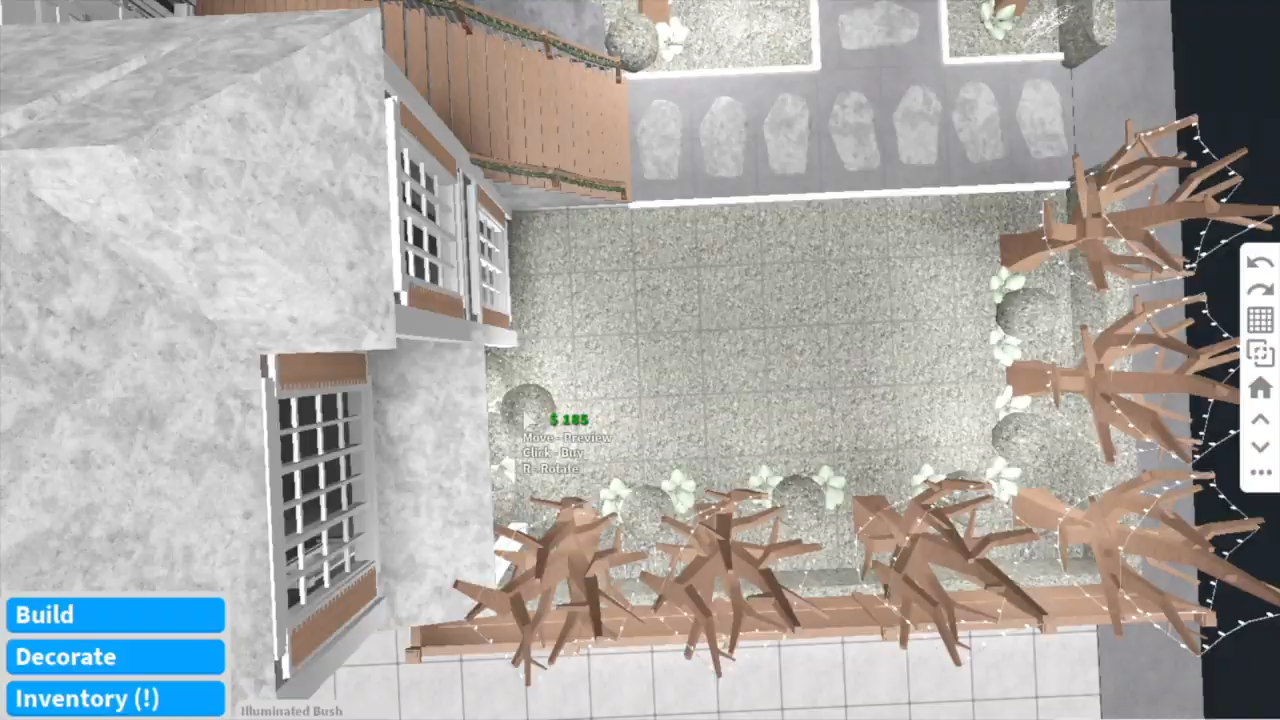 $ 185
Move - Preview
Click - Buy
R - Rotate
Build
Decorate
Inventory (!)
Illuminated Bush